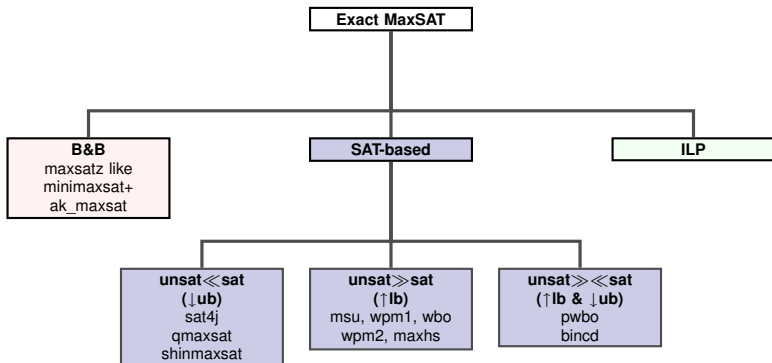 Exact MaxSAT
B&B
maxsatz like
minimaxsat+
ak_maxsat
SAT-based
ILP
unsat≪sat
(↓ub)
sat4j
qmaxsat
shinmaxsat
unsat≫sat
(↑lb)
msu, wpm1, wbo
wpm2, maxhs
unsat≫≪sat
(↑lb & ↓ub)
pwbo
bincd